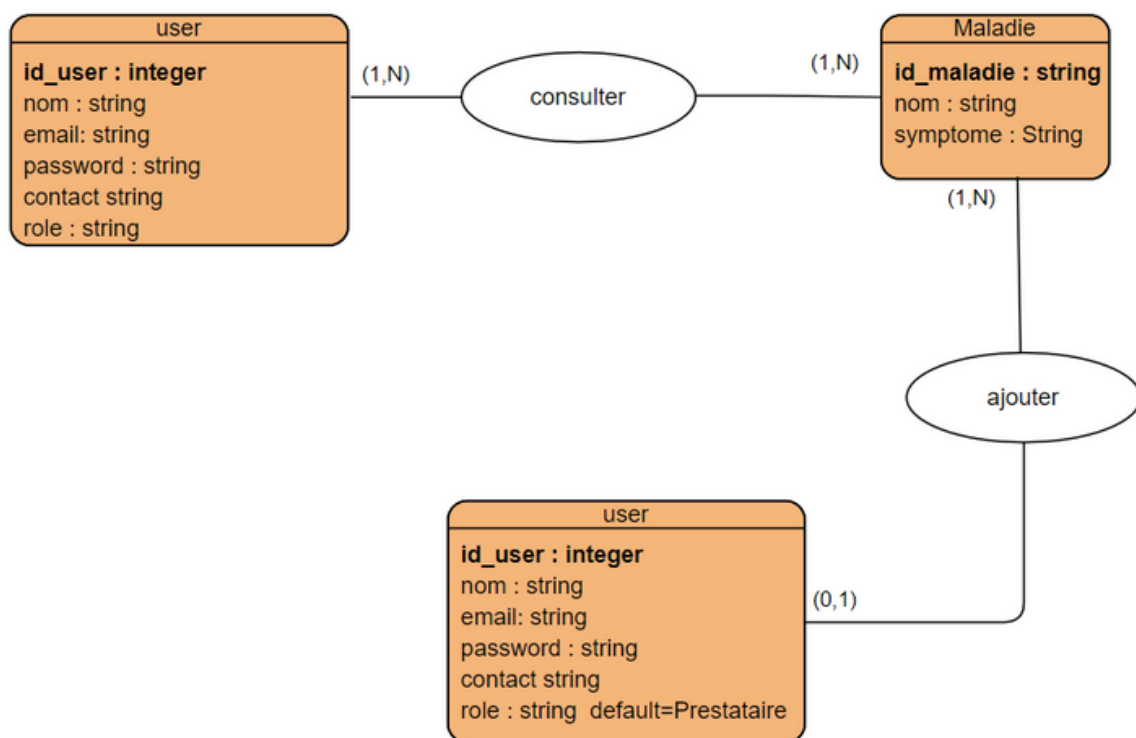 user
id_user : integer
nom : string
email: string
password : string
contact string
role : string
(1,N)
consulter
(1,N)
Maladie
id_maladie : string
nom : string
symptome : String
(1,N)
ajouter
user
id_user : integer
nom : string
email: string
password : string
contact string
role : string default=Prestataire
(0,1)